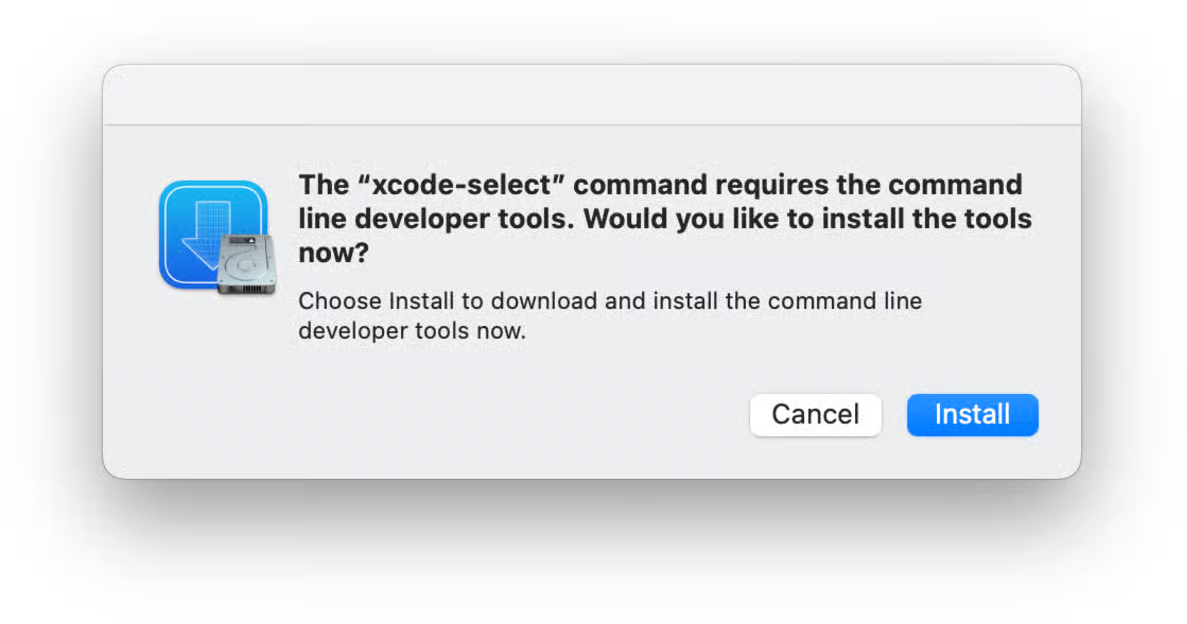 The “xcode-select” command requires the command
line developer tools. Would you like to install the tools
now?
Choose Install to download and install the command line
developer tools now.
Cancel
Install